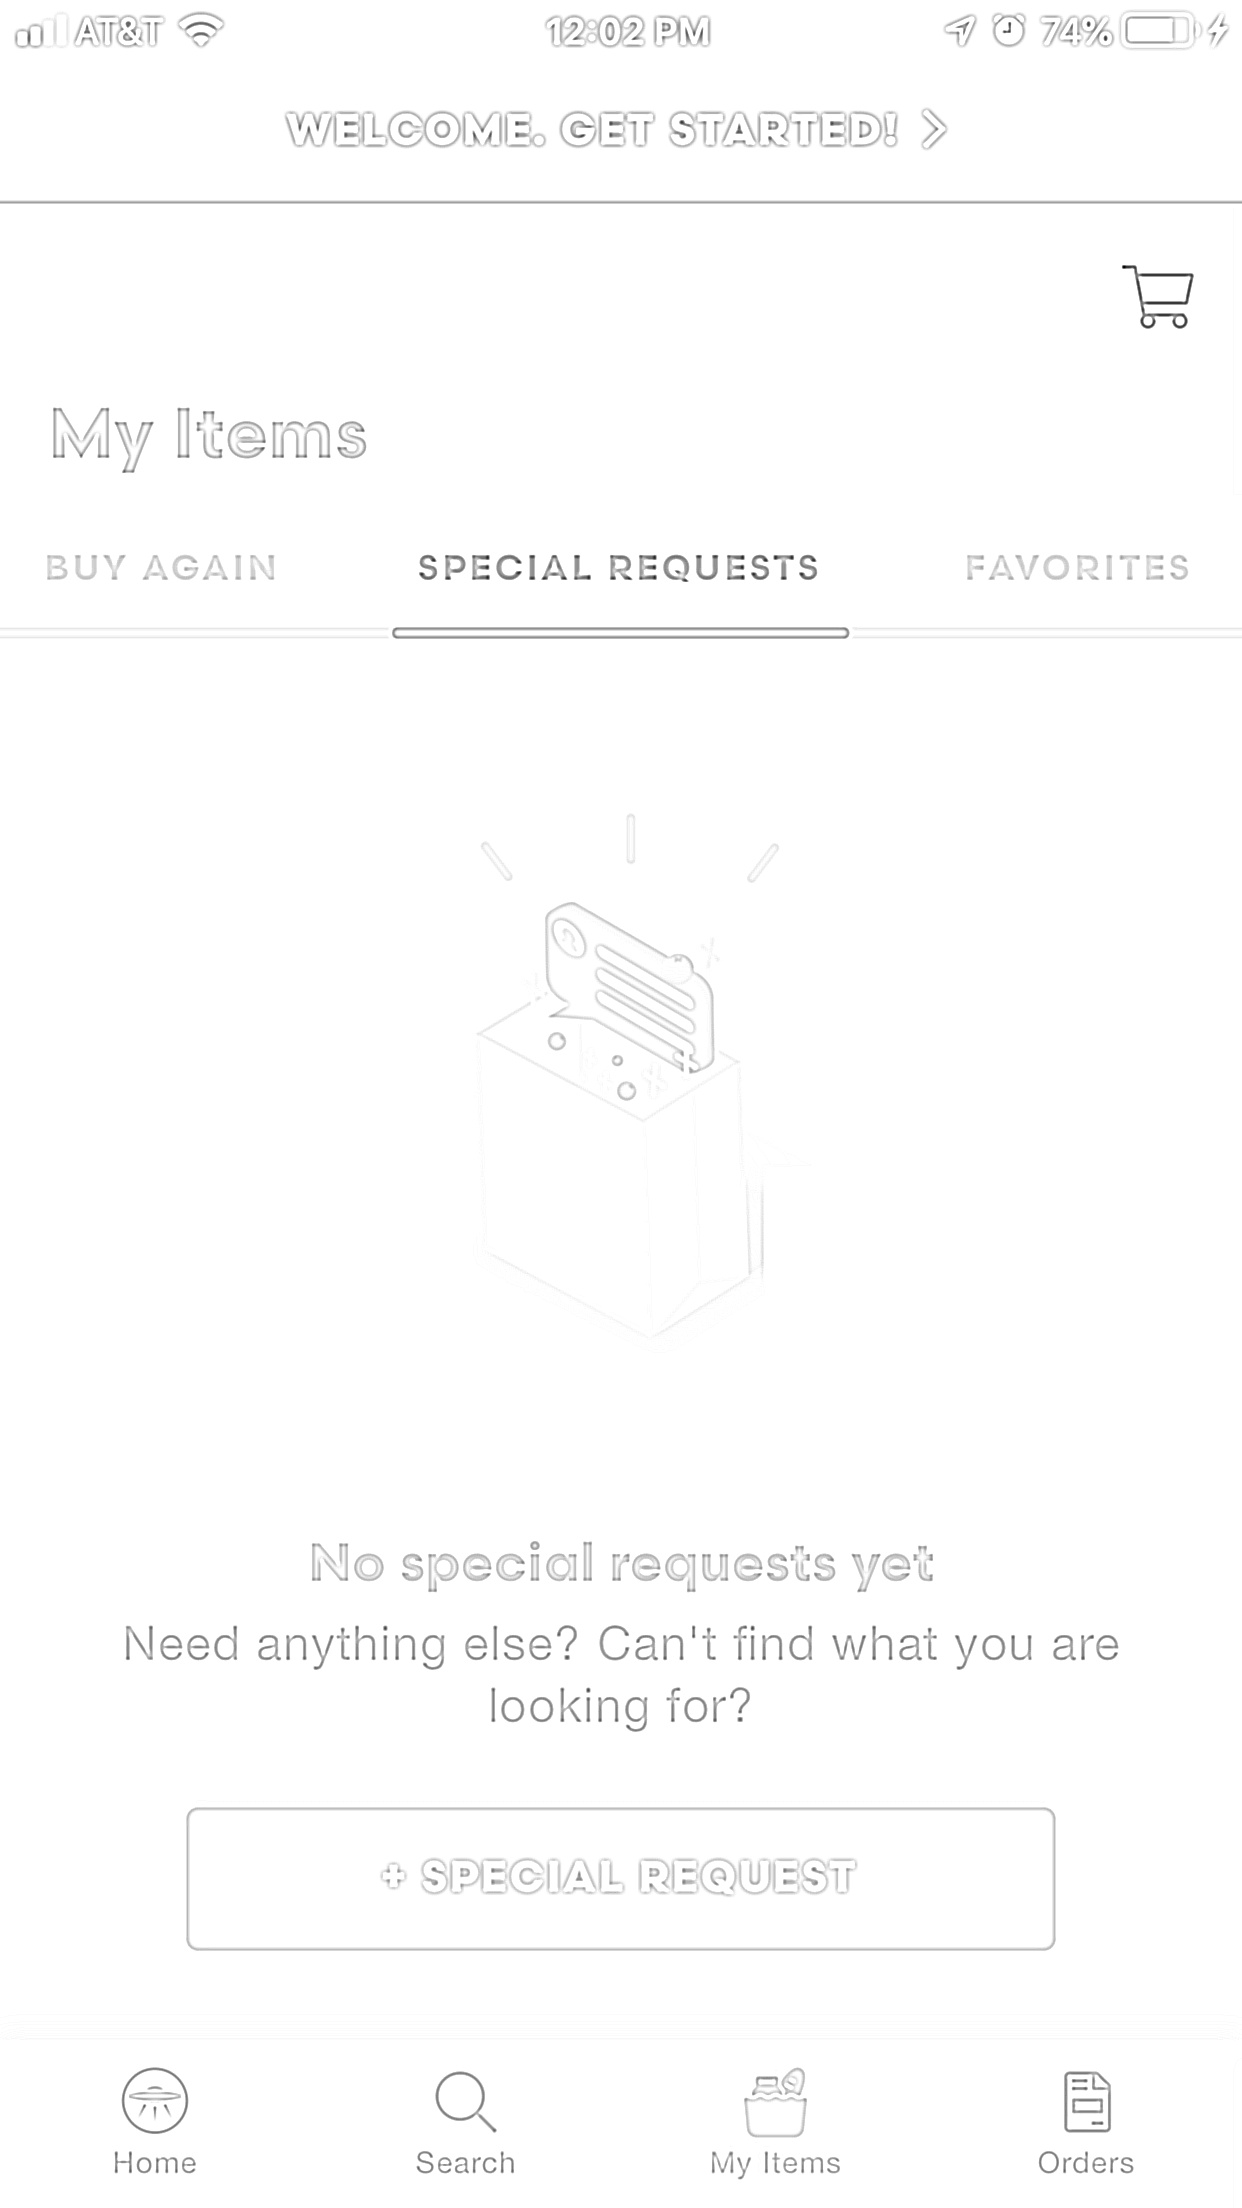 AT&T 12:02 PM 74%
WELCOME. GET STARTED!
My Items
BUY AGAIN SPECIAL REQUESTS FAVORITES
No special requests yet
Need anything else? Can't find what you are
looking for?
+ SPECIAL REQUEST
Home Search My Items Orders